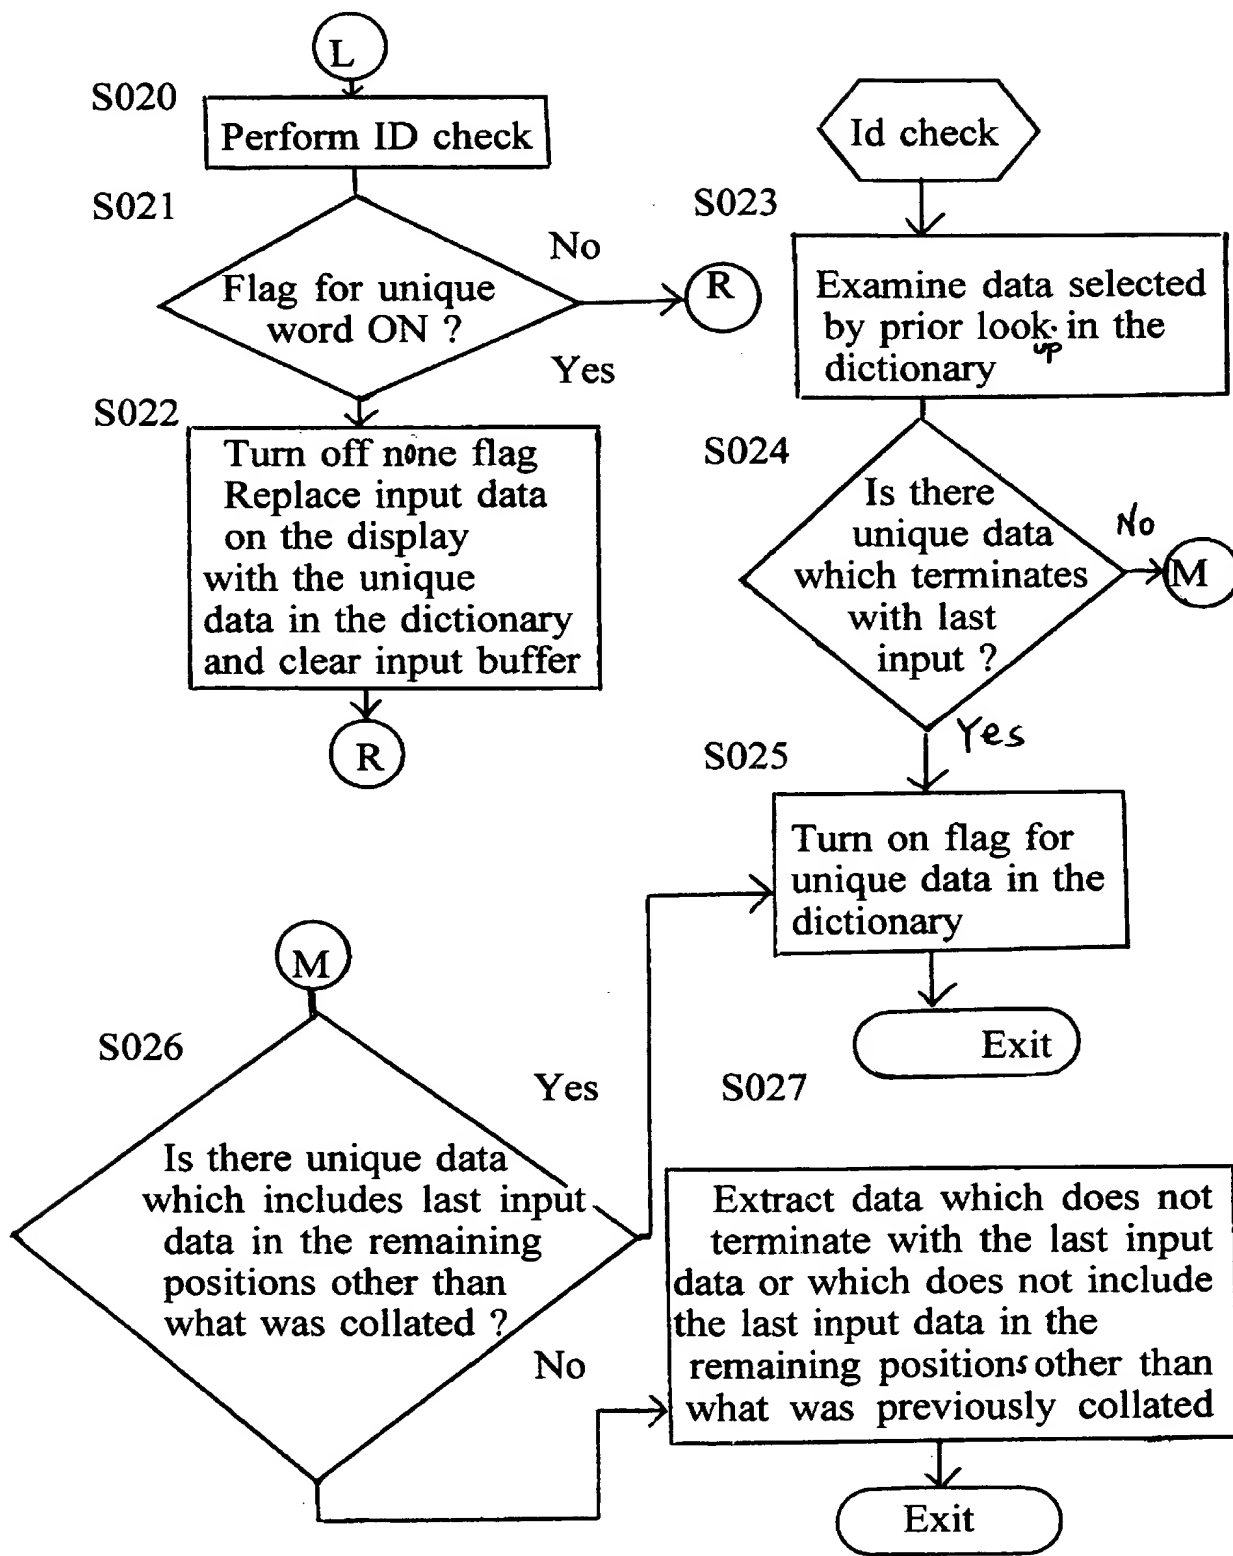 L
S020
Perform ID check
S021
Flag for unique
word ON ?
No
R
Yes
S022
Turn off none flag
Replace input data
on the display
with the unique
data in the dictionary
and clear input buffer
R
Id check
S023
Examine data selected
by prior look up in the
dictionary
S024
Is there
unique data
which terminates
with last
input ?
No
M
Yes
S025
Turn on flag for
unique data in the
dictionary
Exit
M
S026
Is there unique data
which includes last input
data in the remaining
positions other than
what was collated ?
Yes
No
S027
Extract data which does not
terminate with the last input
data or which does not include
the last input data in the
remaining positions other than
what was previously collated
Exit